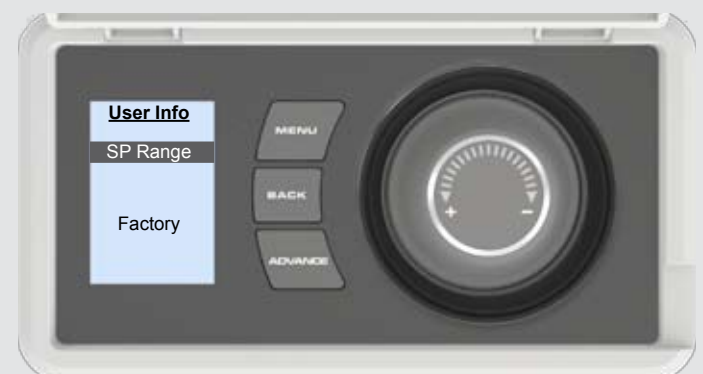 User Info
SP Range
Factory
MENU
BACK
ADVANCE
+ -